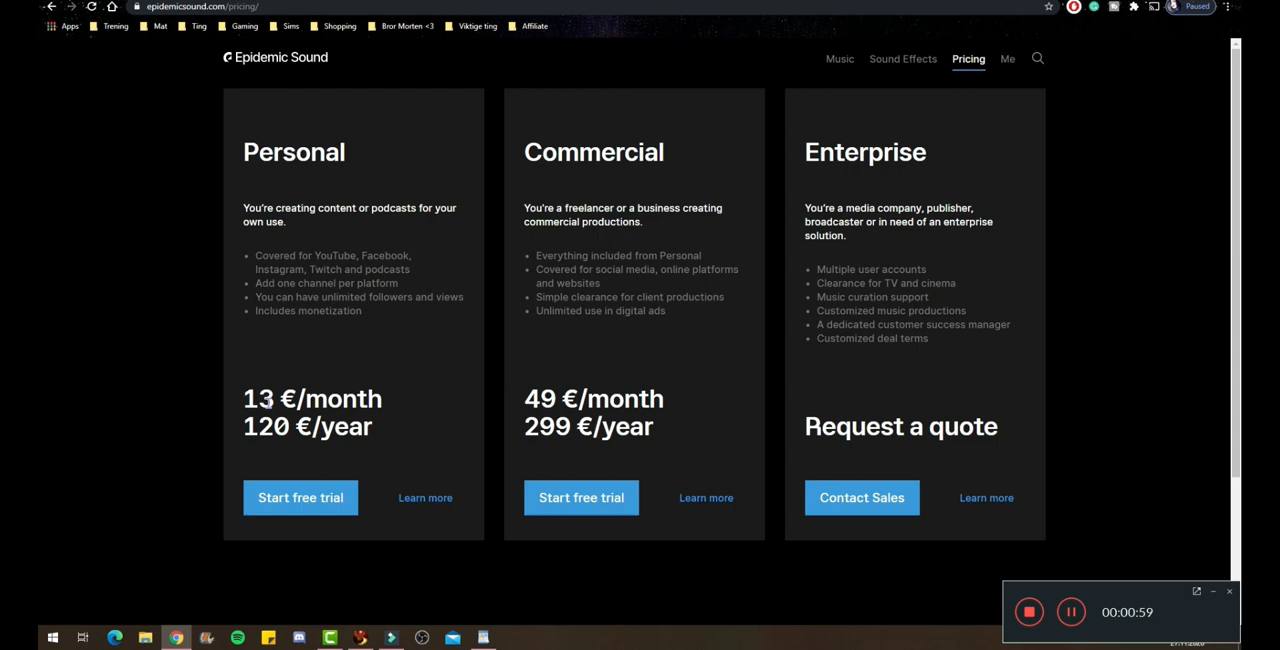 epidemicsound.com/pricing/
Paused
Apps Trening Mat Ting Gaming Sims Shopping Bror Morten <3 Viktige ting Affiliate
Epidemic Sound
Music Sound Effects Pricing Me
Personal
You're creating content or podcasts for your
own use.
• Covered for YouTube, Facebook,
Instagram, Twitch and podcasts
• Add one channel per platform
• You can have unlimited followers and views
• Includes monetization
13 €/month
120 €/year
Start free trial Learn more
Commercial
You're a freelancer or a business creating
commercial productions.
• Everything included from Personal
• Covered for social media, online platforms
and websites
• Simple clearance for client productions
• Unlimited use in digital ads
49 €/month
299 €/year
Start free trial Learn more
Enterprise
You're a media company, publisher,
broadcaster or in need of an enterprise
solution.
• Multiple user accounts
• Clearance for TV and cinema
• Music curation support
• Customized music productions
• A dedicated customer success manager
• Customized deal terms
Request a quote
Contact Sales Learn more
00:00:59
27.11.2020